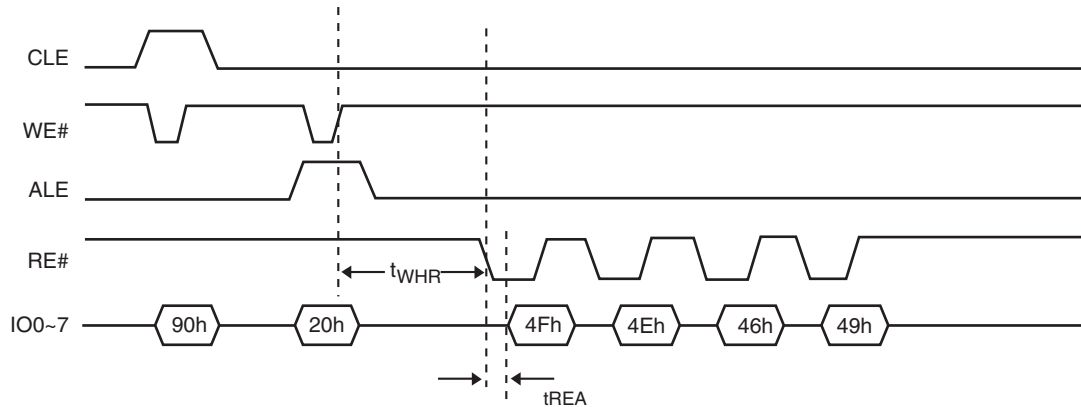 CLE
WE#
ALE
RE#
tWHR
IO0~7 90h 20h 4Fh 4Eh 46h 49h
tREA